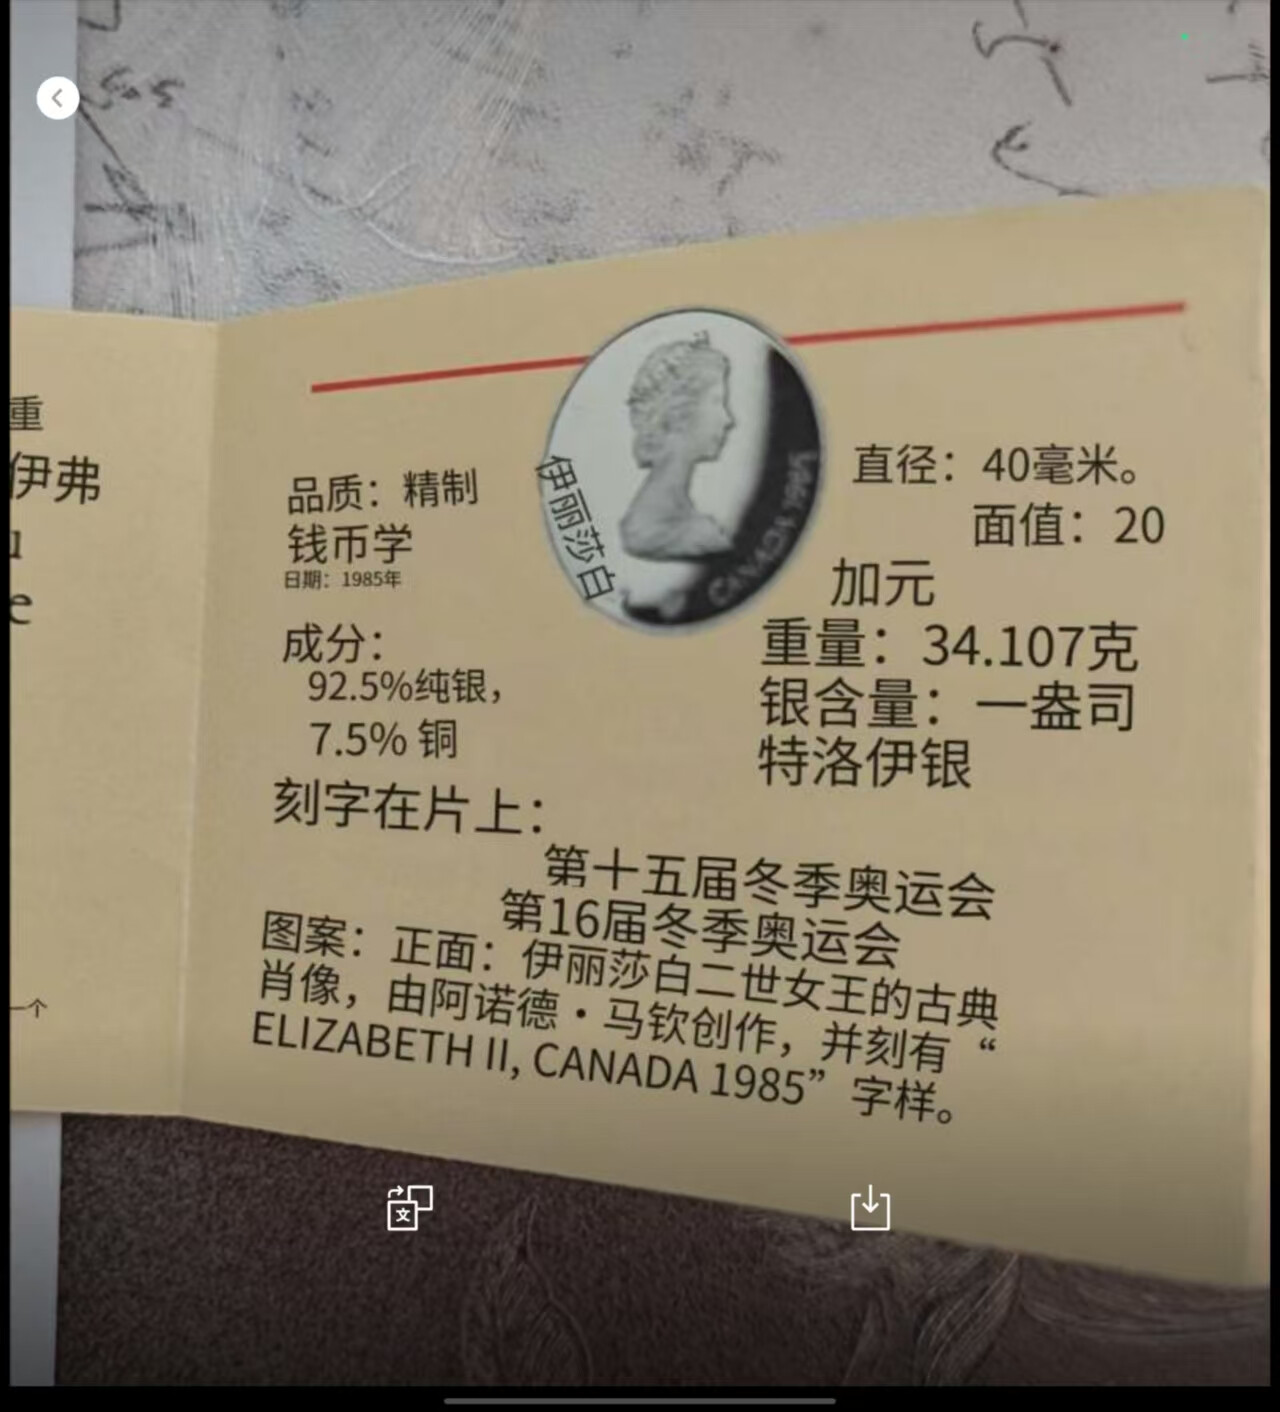 重
伊弗
u
e
一个
伊丽莎白
CANADA 1985
品质：精制
钱币学
日期：1985年
成分：
92.5%纯银，
7.5% 铜
直径：40毫米。
面值：20
加元
重量：34.107克
银含量：一盎司
特洛伊银
刻字在片上：
第十五届冬季奥运会
第16届冬季奥运会
图案：正面：伊丽莎白二世女王的古典
肖像，由阿诺德·马钦创作，并刻有“
ELIZABETH II, CANADA 1985”字样。
文